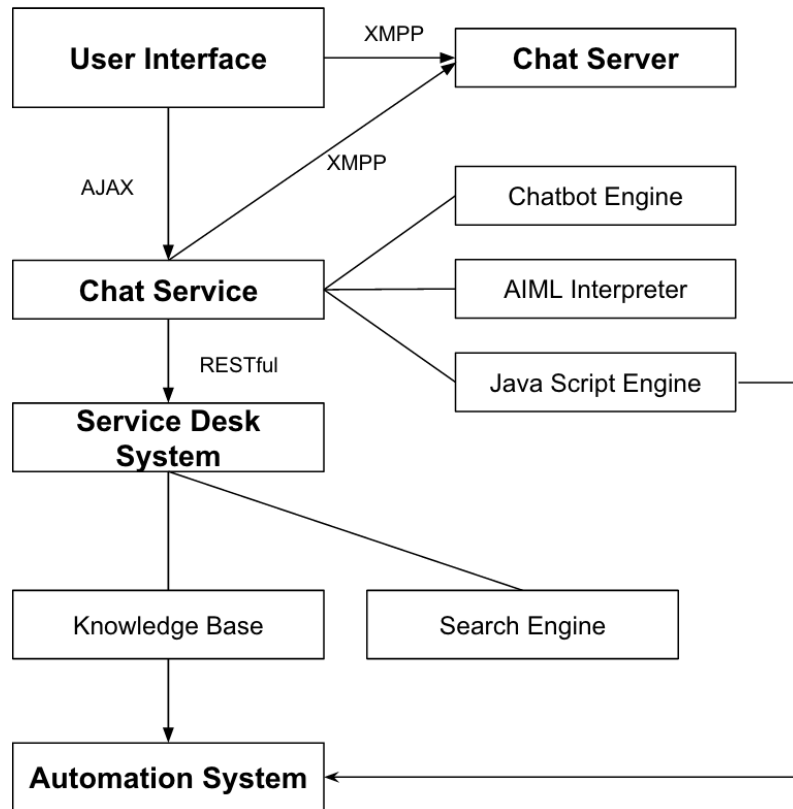 XMPP
User Interface
Chat Server
XMPP
AJAX
Chatbot Engine
Chat Service
AIML Interpreter
RESTful
Java Script Engine
Service Desk
System
Knowledge Base
Search Engine
Automation System